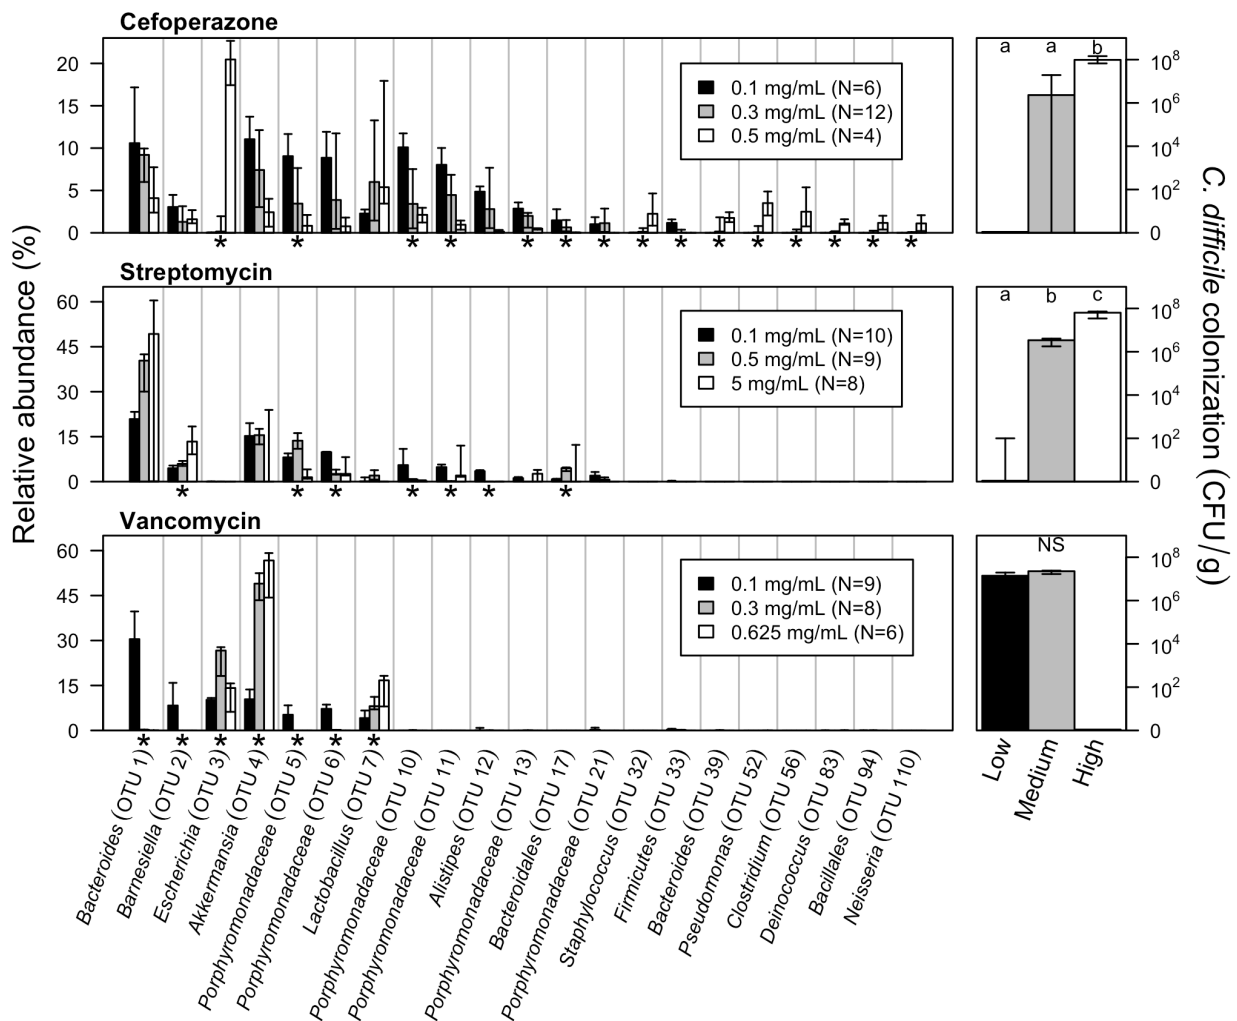 Cefoperazone
20
15
10
5
0
0.1 mg/mL (N=6)
0.3 mg/mL (N=12)
0.5 mg/mL (N=4)
* * * * * * * * * * * * * * *
a a b
10^8
10^6
10^4
10^2
0
Streptomycin
60
45
30
15
0
0.1 mg/mL (N=10)
0.5 mg/mL (N=9)
5 mg/mL (N=8)
* * * * * * *
a b c
10^8
10^6
10^4
10^2
0
Vancomycin
60
45
30
15
0
0.1 mg/mL (N=9)
0.3 mg/mL (N=8)
0.625 mg/mL (N=6)
* * * * * * *
NS
10^8
10^6
10^4
10^2
0
Relative abundance (%)
C. difficile colonization (CFU/g)
Bacteroides (OTU 1)
Barnesiella (OTU 2)
Escherichia (OTU 3)
Akkermansia (OTU 4)
Porphyromonadaceae (OTU 5)
Porphyromonadaceae (OTU 6)
Lactobacillus (OTU 7)
Porphyromonadaceae (OTU 10)
Porphyromonadaceae (OTU 11)
Alistipes (OTU 12)
Porphyromonadaceae (OTU 13)
Bacteroidales (OTU 17)
Porphyromonadaceae (OTU 21)
Staphylococcus (OTU 32)
Firmicutes (OTU 33)
Bacteroides (OTU 39)
Pseudomonas (OTU 52)
Clostridium (OTU 56)
Deinococcus (OTU 83)
Bacillales (OTU 94)
Neisseria (OTU 110)
Low
Medium
High